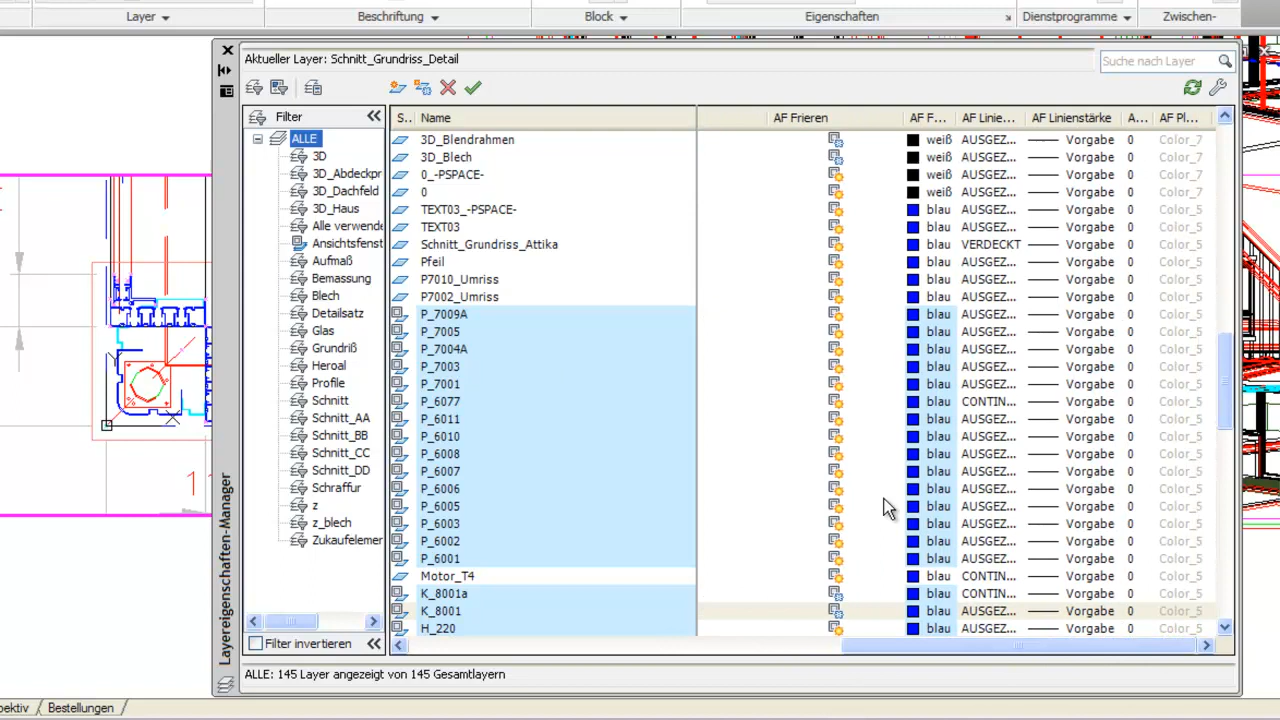 Layer Beschriftung Block Eigenschaften Dienstprogramme Zwischen-
Aktueller Layer: Schnitt_Grundriss_Detail
Suche nach Layer
Filter
ALLE
3D
3D_Abdeckpr
3D_Dachfeld
3D_Haus
Alle verwende
Ansichtsfenst
Aufmaß
Bemassung
Blech
Detailsatz
Glas
Grundriß
Heroal
Profile
Schnitt
Schnitt_AA
Schnitt_BB
Schnitt_CC
Schnitt_DD
Schraffur
z
z_blech
Zukaufelemer
Filter invertieren
S.. Name AF Frieren AF F... AF Linie... AF Linienstärke A... AF Pl...
3D_Blendrahmen weiß AUSGEZ... Vorgabe 0 Color_7
3D_Blech weiß AUSGEZ... Vorgabe 0 Color_7
0_-PSPACE- weiß AUSGEZ... Vorgabe 0 Color_7
0 weiß AUSGEZ... Vorgabe 0 Color_7
TEXT03_-PSPACE- blau AUSGEZ... Vorgabe 0 Color_5
TEXT03 blau AUSGEZ... Vorgabe 0 Color_5
Schnitt_Grundriss_Attika blau VERDECKT Vorgabe 0 Color_5
Pfeil blau AUSGEZ... Vorgabe 0 Color_5
P7010_Umriss blau AUSGEZ... Vorgabe 0 Color_5
P7002_Umriss blau AUSGEZ... Vorgabe 0 Color_5
P_7009A blau AUSGEZ... Vorgabe 0 Color_5
P_7005 blau AUSGEZ... Vorgabe 0 Color_5
P_7004A blau AUSGEZ... Vorgabe 0 Color_5
P_7003 blau AUSGEZ... Vorgabe 0 Color_5
P_7001 blau AUSGEZ... Vorgabe 0 Color_5
P_6077 blau CONTIN... Vorgabe 0 Color_5
P_6011 blau AUSGEZ... Vorgabe 0 Color_5
P_6010 blau AUSGEZ... Vorgabe 0 Color_5
P_6008 blau AUSGEZ... Vorgabe 0 Color_5
P_6007 blau AUSGEZ... Vorgabe 0 Color_5
P_6006 blau AUSGEZ... Vorgabe 0 Color_5
P_6005 blau AUSGEZ... Vorgabe 0 Color_5
P_6003 blau AUSGEZ... Vorgabe 0 Color_5
P_6002 blau AUSGEZ... Vorgabe 0 Color_5
P_6001 blau AUSGEZ... Vorgabe 0 Color_5
Motor_T4 blau CONTIN... Vorgabe 0 Color_5
K_8001a blau CONTIN... Vorgabe 0 Color_5
K_8001 blau AUSGEZ... Vorgabe 0 Color_5
H_220 blau AUSGEZ... Vorgabe 0 Color_5
Layereigenschaften-Manager
ALLE: 145 Layer angezeigt von 145 Gesamtlayern
pektiv Bestellungen